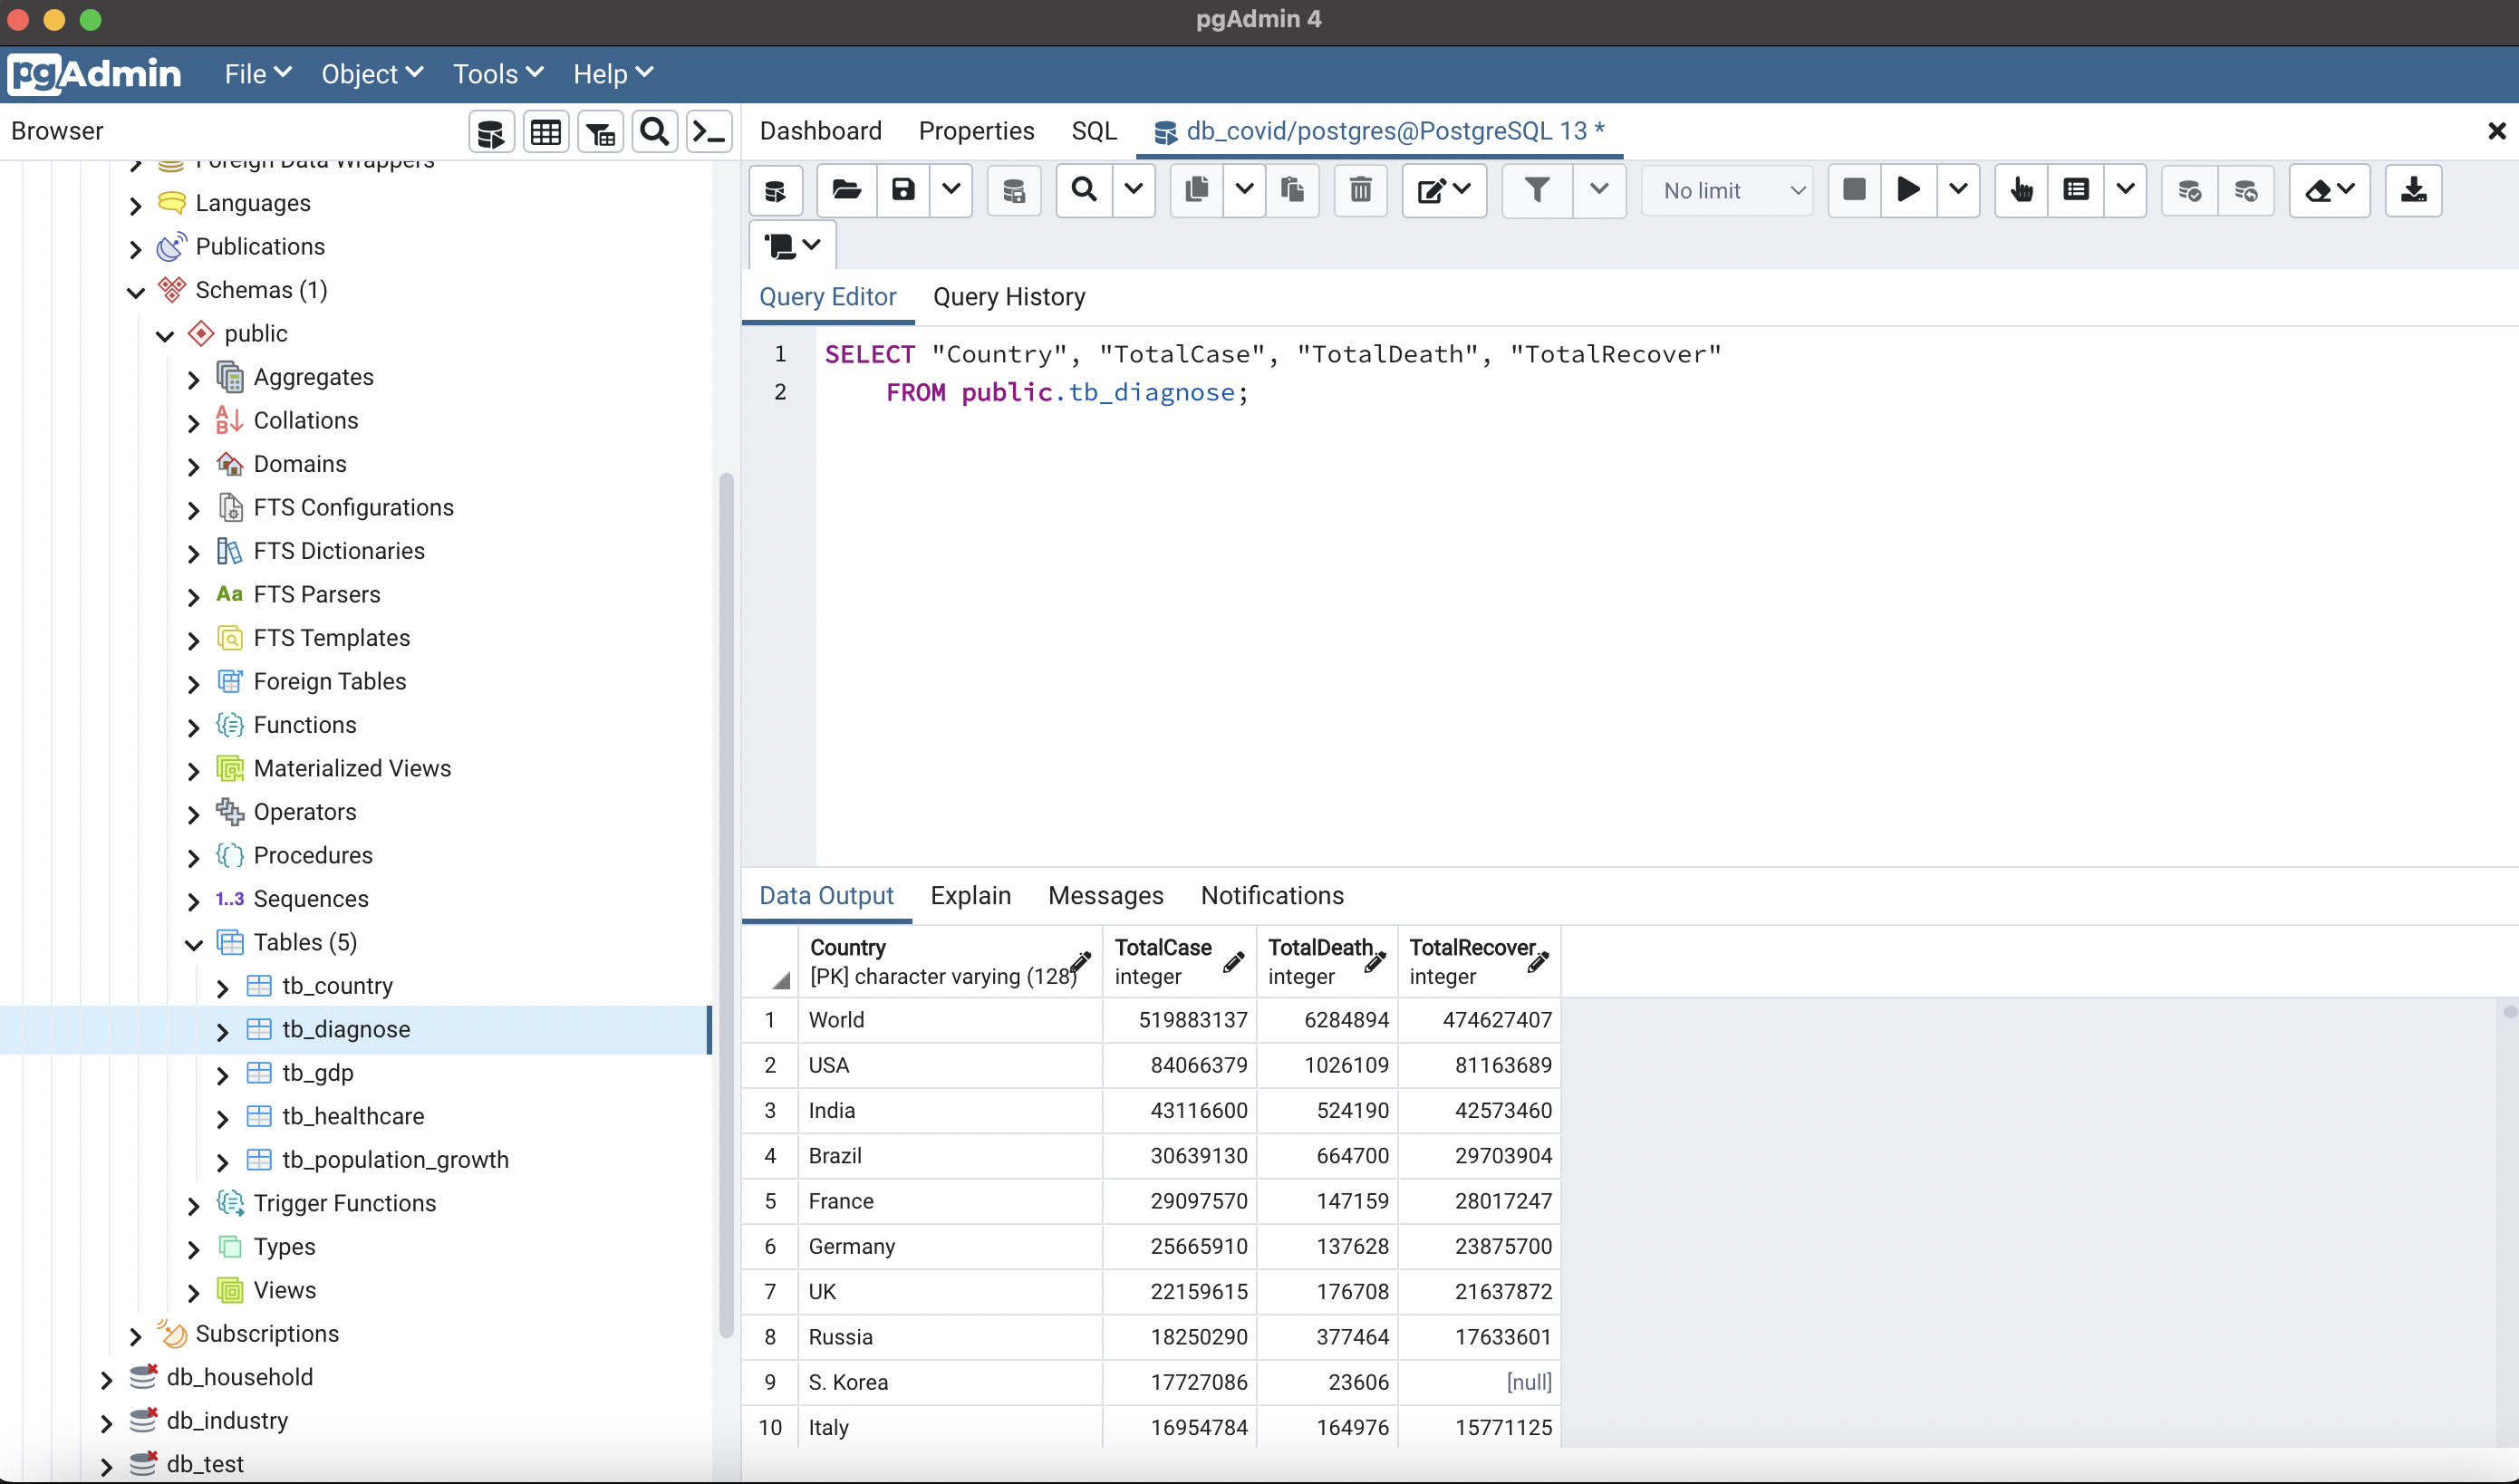 pgAdmin 4
pgAdmin File Object Tools Help
Browser
Dashboard Properties SQL db_covid/postgres@PostgreSQL 13 *
Foreign Data Wrappers
Languages
Publications
Schemas (1)
public
Aggregates
Collations
Domains
FTS Configurations
FTS Dictionaries
Aa FTS Parsers
FTS Templates
Foreign Tables
Functions
Materialized Views
Operators
Procedures
1..3 Sequences
Tables (5)
tb_country
tb_diagnose
tb_gdp
tb_healthcare
tb_population_growth
Trigger Functions
Types
Views
Subscriptions
db_household
db_industry
db_test
No limit
Query Editor Query History
1 SELECT "Country", "TotalCase", "TotalDeath", "TotalRecover"
2 FROM public.tb_diagnose;
Data Output Explain Messages Notifications
Country TotalCase TotalDeath TotalRecover
[PK] character varying (128) integer integer integer
1 World 519883137 6284894 474627407
2 USA 84066379 1026109 81163689
3 India 43116600 524190 42573460
4 Brazil 30639130 664700 29703904
5 France 29097570 147159 28017247
6 Germany 25665910 137628 23875700
7 UK 22159615 176708 21637872
8 Russia 18250290 377464 17633601
9 S. Korea 17727086 23606 [null]
10 Italy 16954784 164976 15771125